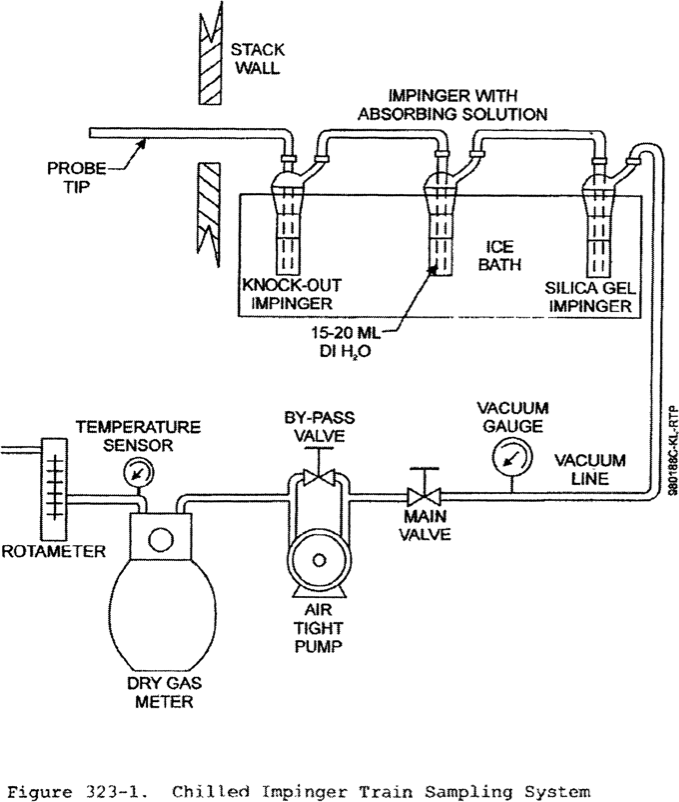 STACK
WALL
IMPINGER WITH
ABSORBING SOLUTION
PROBE
TIP
ICE
BATH
KNOCK-OUT
IMPINGER
SILICA GEL
IMPINGER
15-20 ML
DI H₂O
TEMPERATURE
SENSOR
BY-PASS
VALVE
VACUUM
GAUGE
VACUUM
LINE
980188C-KL-RTP
ROTAMETER
MAIN
VALVE
AIR
TIGHT
PUMP
DRY GAS
METER
Figure 323-1. Chilled Impinger Train Sampling System